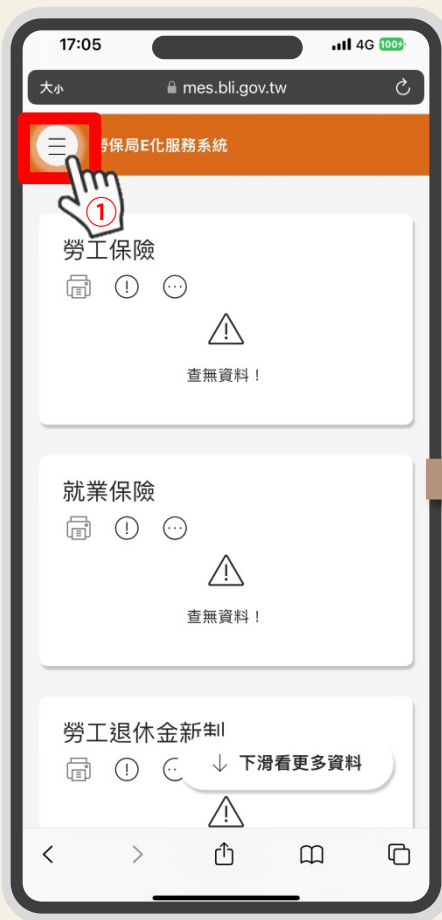 17:05
4G 100
大小
mes.bli.gov.tw
勞保局E化服務系統
①
勞工保險
查無資料！
就業保險
查無資料！
勞工退休金新制
↓ 下滑看更多資料